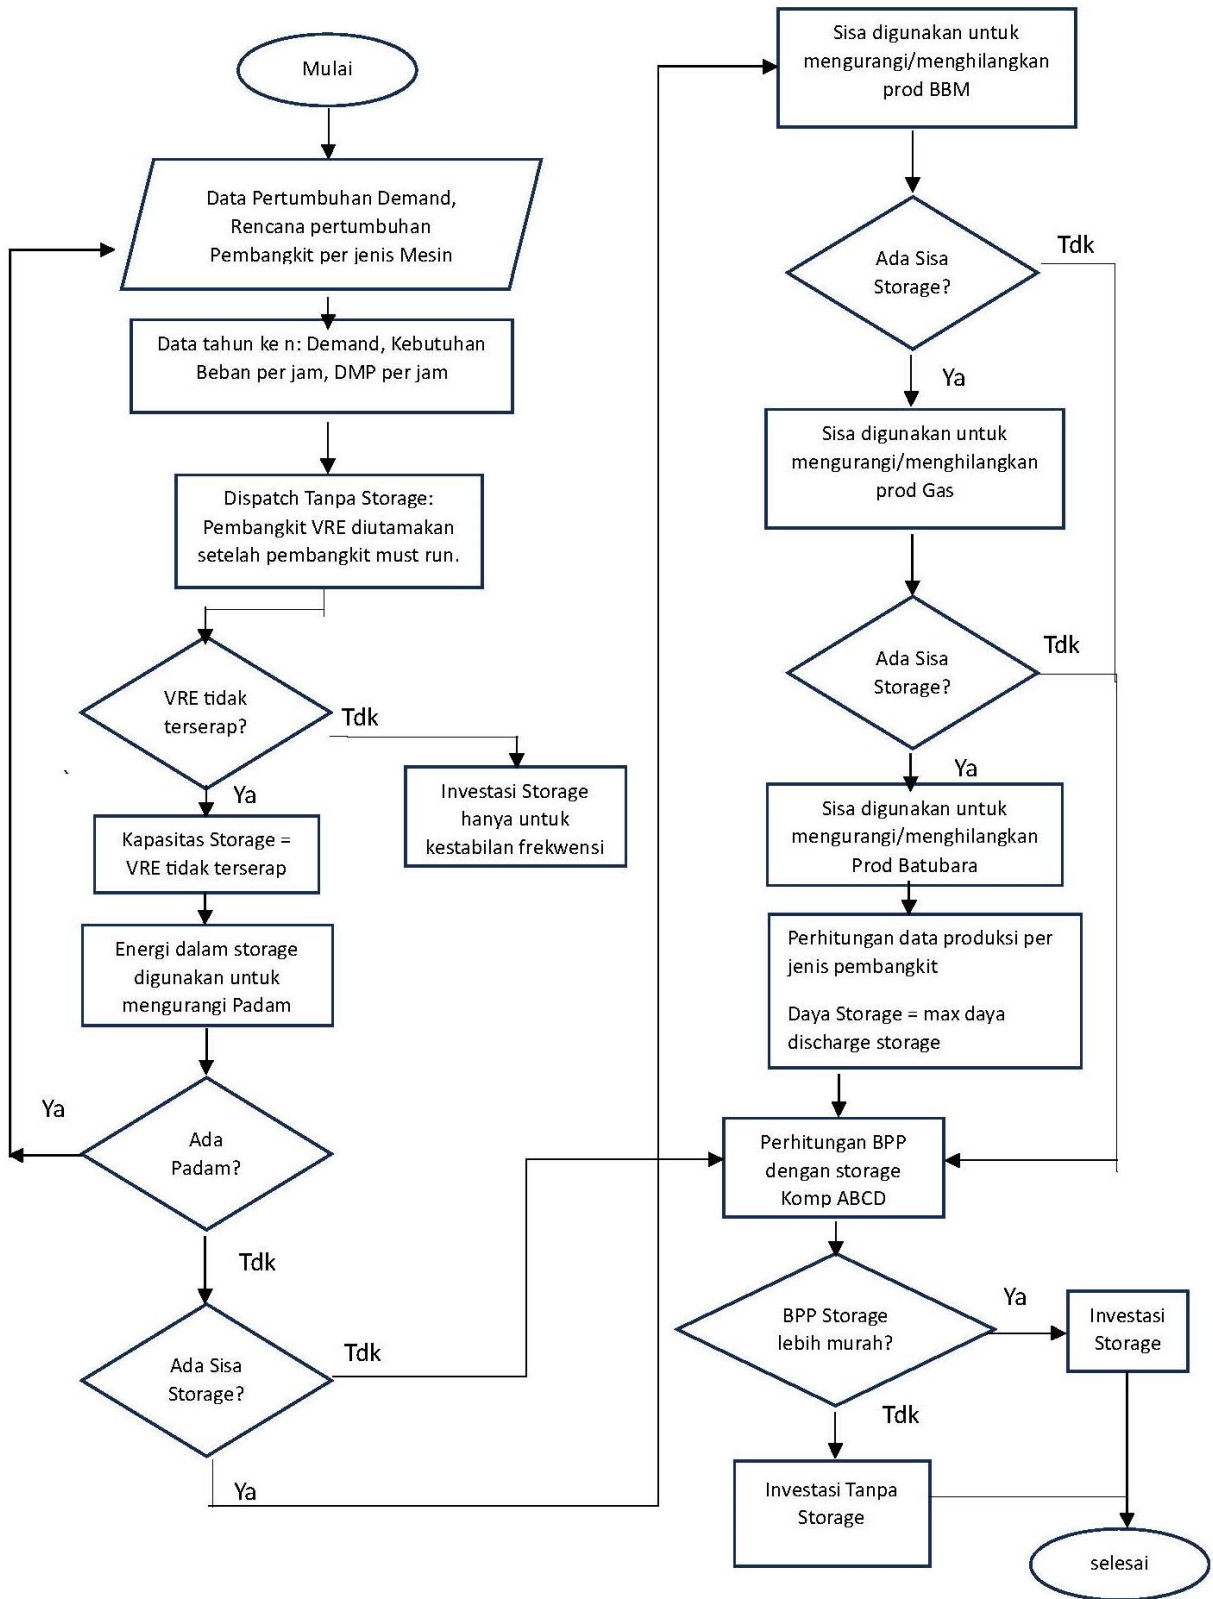 Mulai
Data Pertumbuhan Demand,
Rencana pertumbuhan
Pembangkit per jenis Mesin
Data tahun ke n: Demand, Kebutuhan
Beban per jam, DMP per jam
Dispatch Tanpa Storage:
Pembangkit VRE diutamakan
setelah pembangkit must run.
VRE tidak
terserap?
Tdk
Investasi Storage
hanya untuk
kestabilan frekwensi
Ya
Kapasitas Storage =
VRE tidak terserap
Energi dalam storage
digunakan untuk
mengurangi Padam
Ya
Ada
Padam?
Tdk
Ada Sisa
Storage?
Tdk
Ya
Sisa digunakan untuk
mengurangi/menghilangkan
prod BBM
Ada Sisa
Storage?
Tdk
Ya
Sisa digunakan untuk
mengurangi/menghilangkan
prod Gas
Ada Sisa
Storage?
Tdk
Ya
Sisa digunakan untuk
mengurangi/menghilangkan
Prod Batubara
Perhitungan data produksi per
jenis pembangkit
Daya Storage = max daya
discharge storage
Perhitungan BPP
dengan storage
Komp ABCD
BPP Storage
lebih murah?
Ya
Investasi
Storage
Tdk
Investasi Tanpa
Storage
selesai